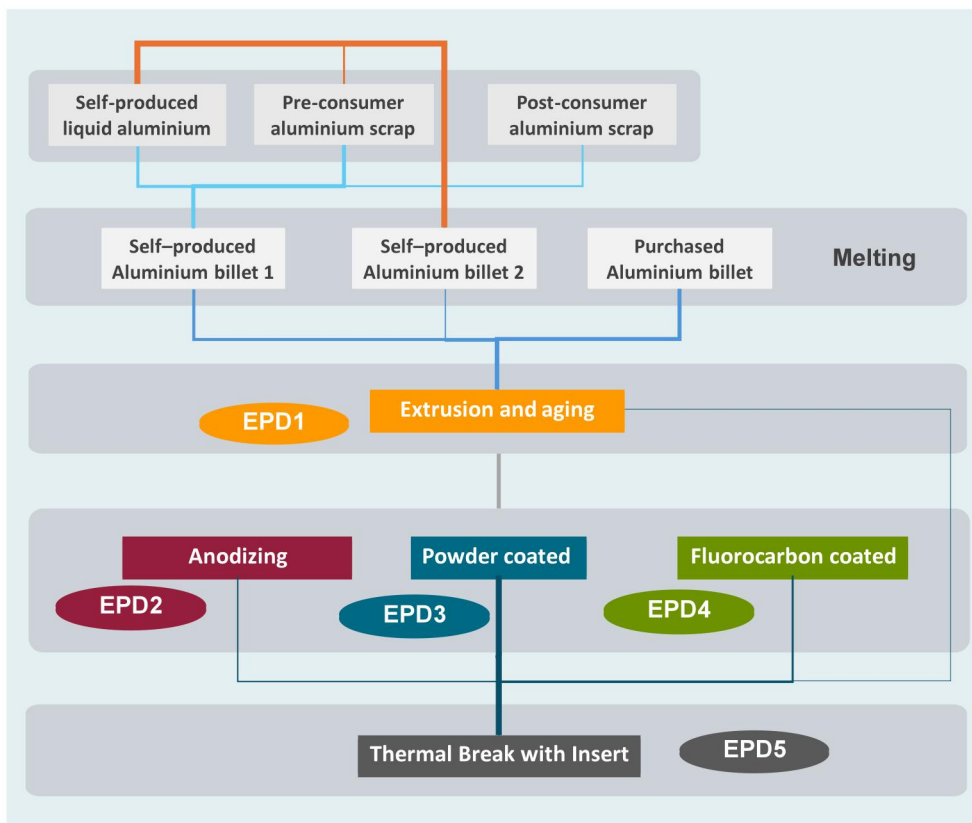 Self-produced
liquid aluminium
Pre-consumer
aluminium scrap
Post-consumer
aluminium scrap
Self–produced
Aluminium billet 1
Self–produced
Aluminium billet 2
Purchased
Aluminium billet
Melting
Extrusion and aging
EPD1
Anodizing
Powder coated
Fluorocarbon coated
EPD2
EPD3
EPD4
Thermal Break with Insert
EPD5